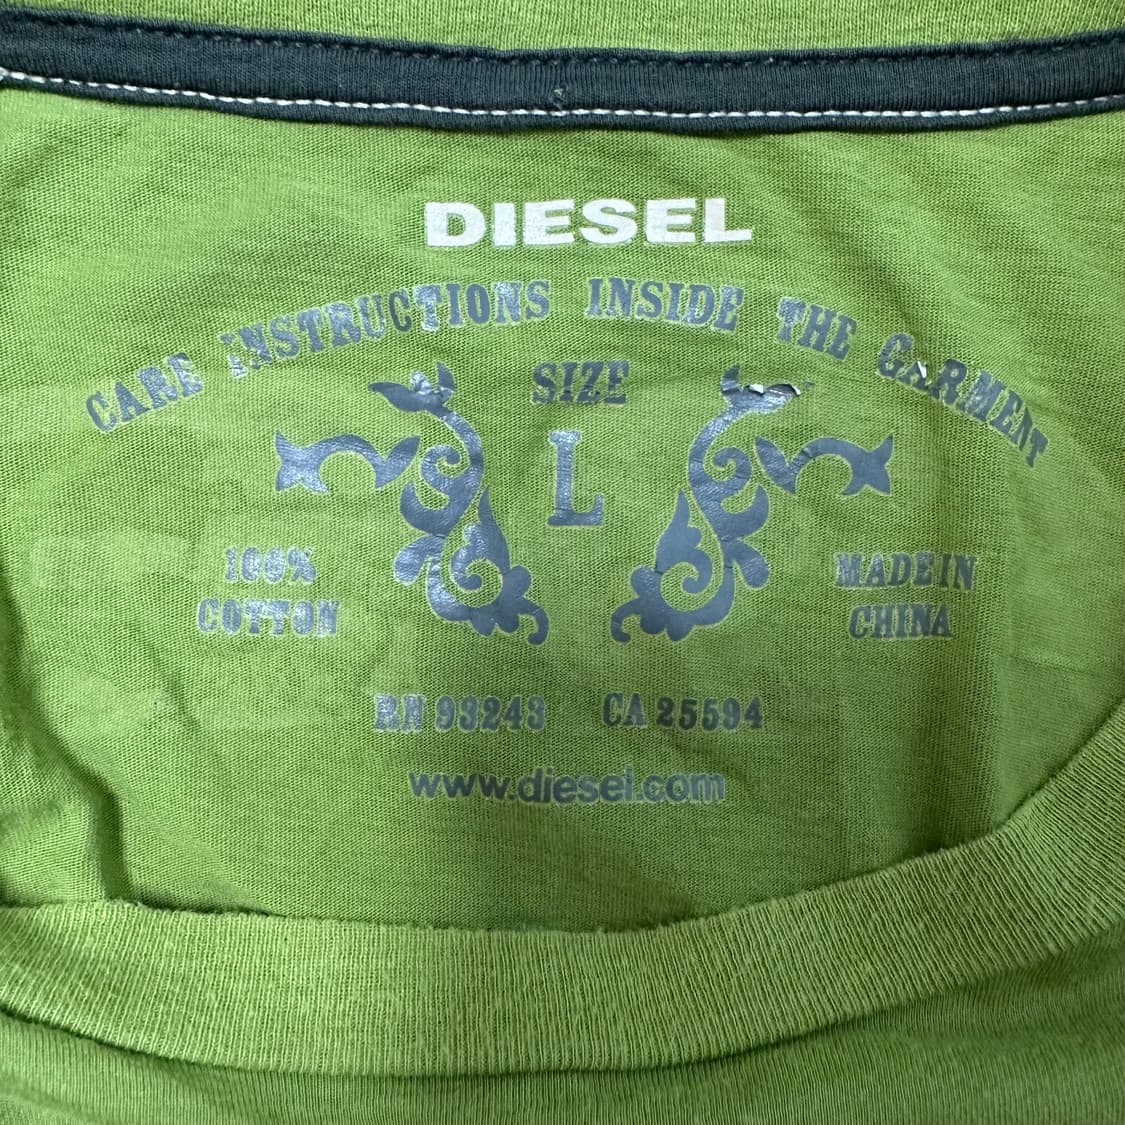 DIESEL
CARE INSTRUCTIONS INSIDE THE GARMENT
SIZE
L
100%
COTTON
MADE IN
CHINA
RN 93243 CA 25594
www.diesel.com